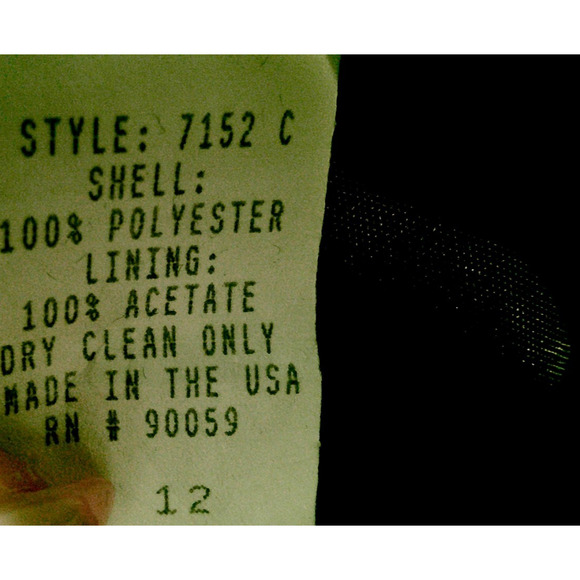 STYLE: 7152 C
SHELL:
100% POLYESTER
LINING:
100% ACETATE
DRY CLEAN ONLY
MADE IN THE USA
RN # 90059
12